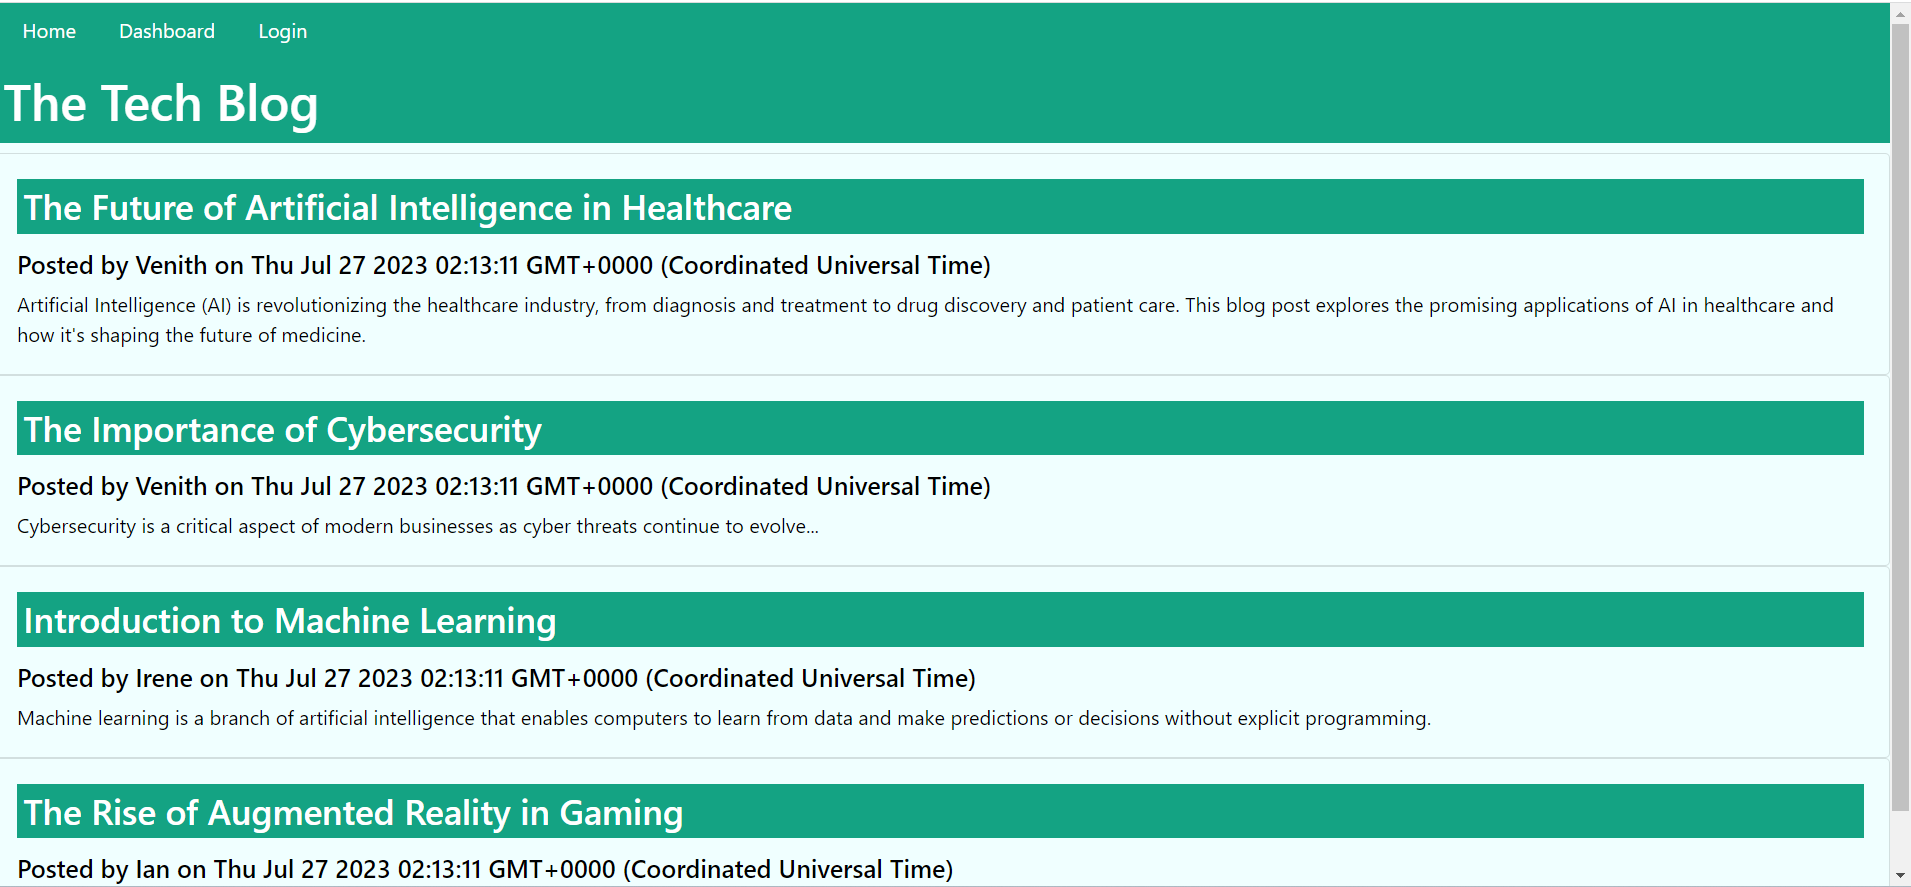 Home Dashboard Login
The Tech Blog
The Future of Artificial Intelligence in Healthcare
Posted by Venith on Thu Jul 27 2023 02:13:11 GMT+0000 (Coordinated Universal Time)
Artificial Intelligence (AI) is revolutionizing the healthcare industry, from diagnosis and treatment to drug discovery and patient care. This blog post explores the promising applications of AI in healthcare and
how it's shaping the future of medicine.
The Importance of Cybersecurity
Posted by Venith on Thu Jul 27 2023 02:13:11 GMT+0000 (Coordinated Universal Time)
Cybersecurity is a critical aspect of modern businesses as cyber threats continue to evolve...
Introduction to Machine Learning
Posted by Irene on Thu Jul 27 2023 02:13:11 GMT+0000 (Coordinated Universal Time)
Machine learning is a branch of artificial intelligence that enables computers to learn from data and make predictions or decisions without explicit programming.
The Rise of Augmented Reality in Gaming
Posted by Ian on Thu Jul 27 2023 02:13:11 GMT+0000 (Coordinated Universal Time)